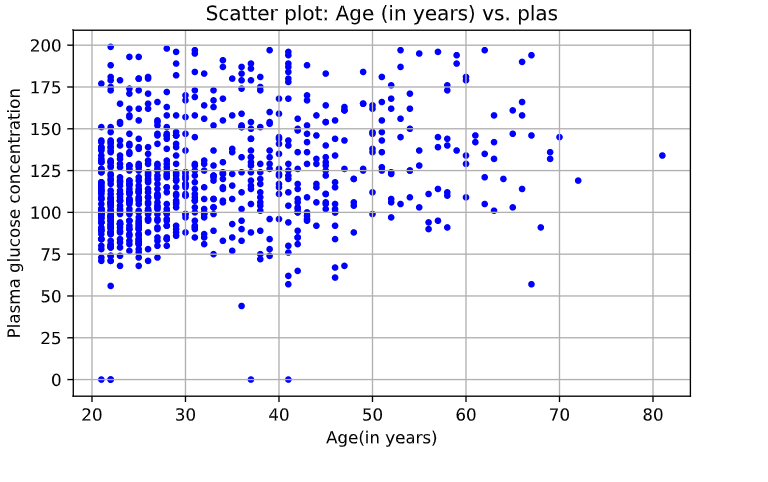 Scatter plot: Age (in years) vs. plas
Plasma glucose concentration
200
175
150
125
100
75
50
25
0
20 30 40 50 60 70 80
Age(in years)